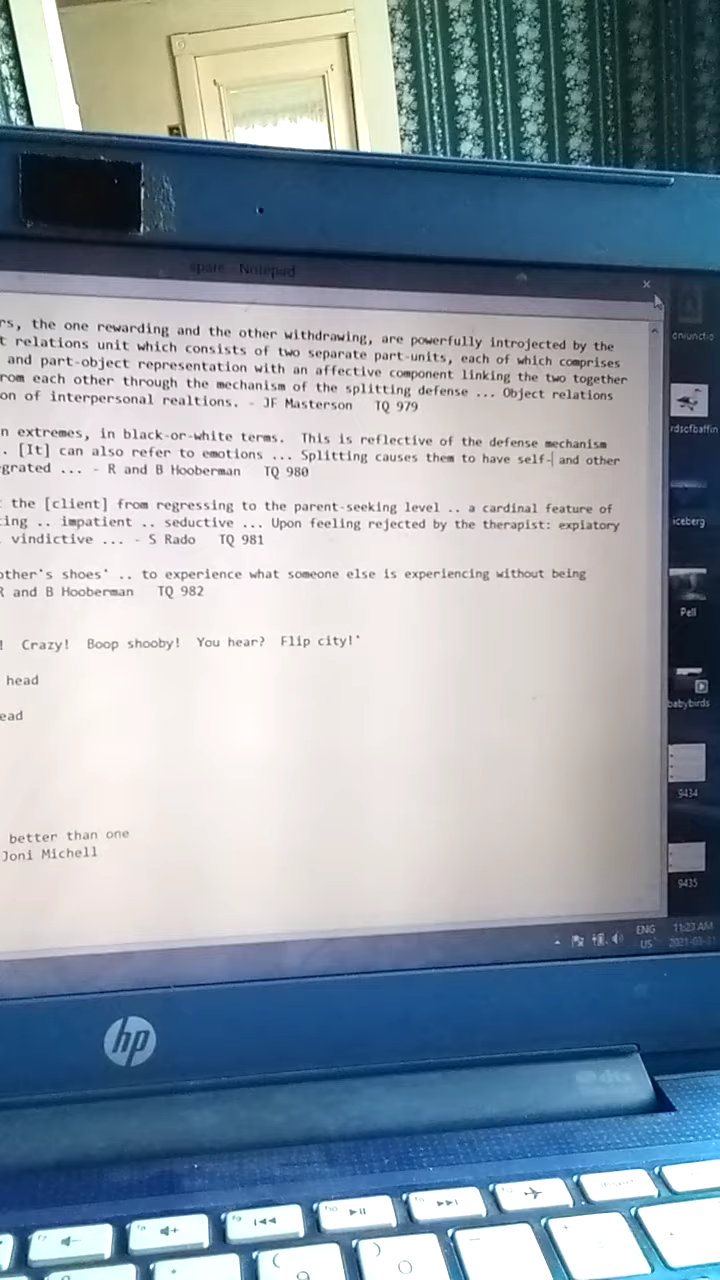 spare - Notepad
rs, the one rewarding and the other withdrawing, are powerfully introjected by the
t relations unit which consists of two separate part-units, each of which comprises
and part-object representation with an affective component linking the two together
rom each other through the mechanism of the splitting defense ... Object relations
on of interpersonal realtions. - JF Masterson TQ 979
n extremes, in black-or-white terms. This is reflective of the defense mechanism
. [It] can also refer to emotions ... Splitting causes them to have self- and other
egrated ... - R and B Hooberman TQ 980
t the [client] from regressing to the parent-seeking level .. a cardinal feature of
ting .. impatient .. seductive ... Upon feeling rejected by the therapist: expiatory
. vindictive ... - S Rado TQ 981
other's shoes' .. to experience what someone else is experiencing without being
R and B Hooberman TQ 982
! Crazy! Boop shooby! You hear? Flip city!'
head
ead
better than one
Joni Michell
oniunctio
rdscfbaffin
iceberg
Pell
babybirds
9434
9435
ENG
US
11:27 AM
hp